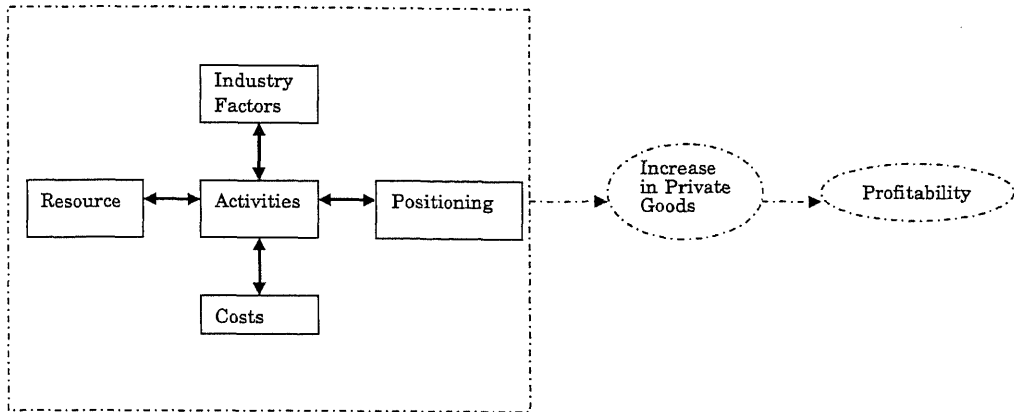 Industry
Factors
Resource
Activities
Positioning
Increase
in Private
Goods
Profitability
Costs